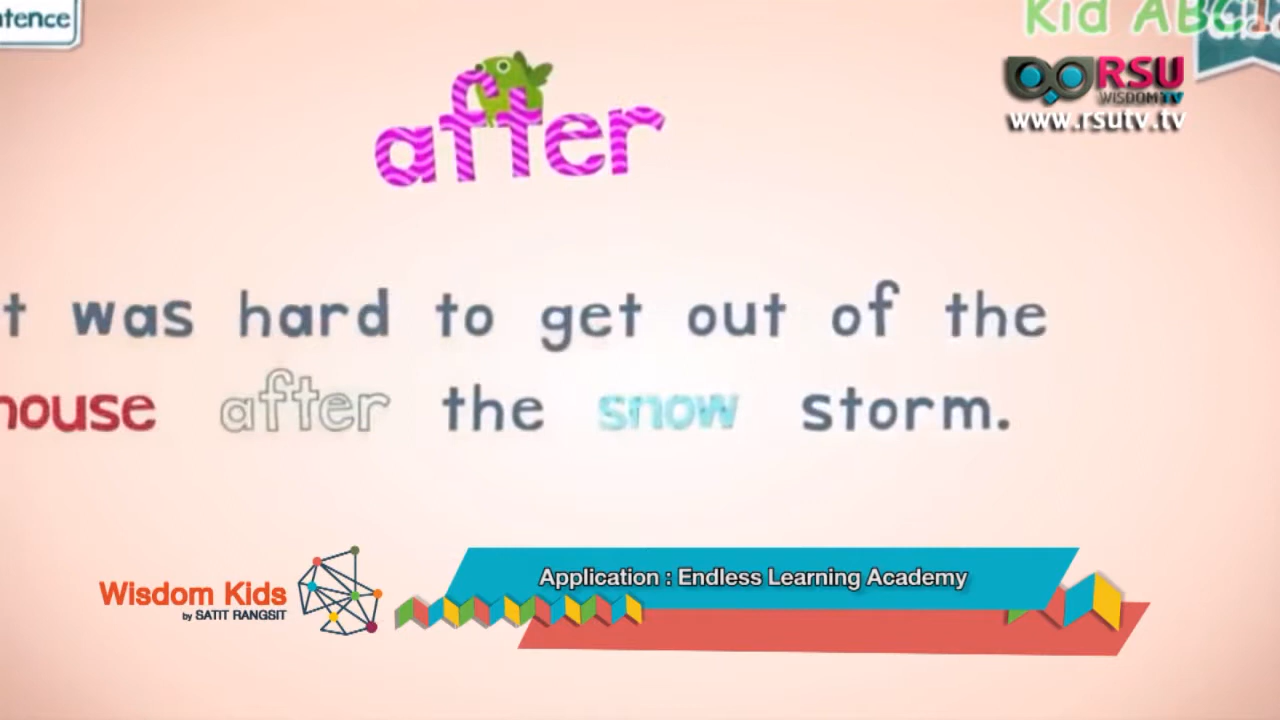 tence
Kid ABC
RSU
WISDOM TV
www.rsutv.tv
after
t was hard to get out of the
house after the snow storm.
Application : Endless Learning Academy
Wisdom Kids
by SATIT RANGSIT